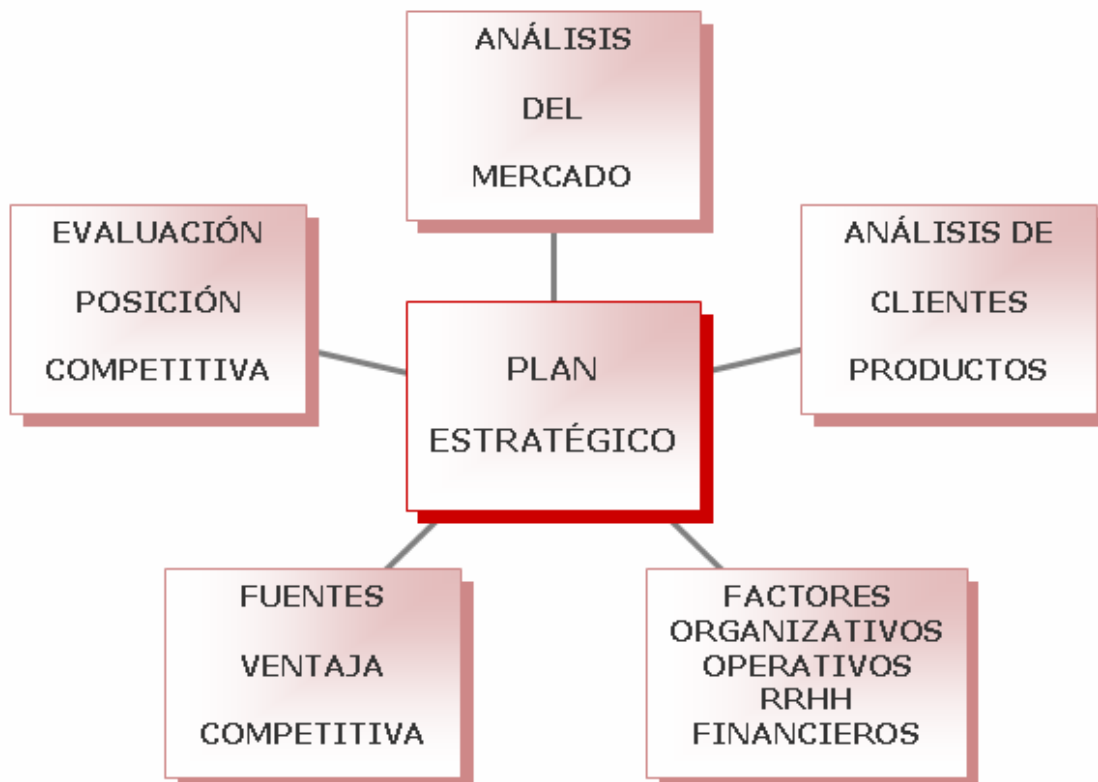 ANÁLISIS
DEL
MERCADO
EVALUACIÓN
POSICIÓN
COMPETITIVA
ANÁLISIS DE
CLIENTES
PRODUCTOS
PLAN
ESTRATÉGICO
FUENTES
VENTAJA
COMPETITIVA
FACTORES
ORGANIZATIVOS
OPERATIVOS
RRHH
FINANCIEROS